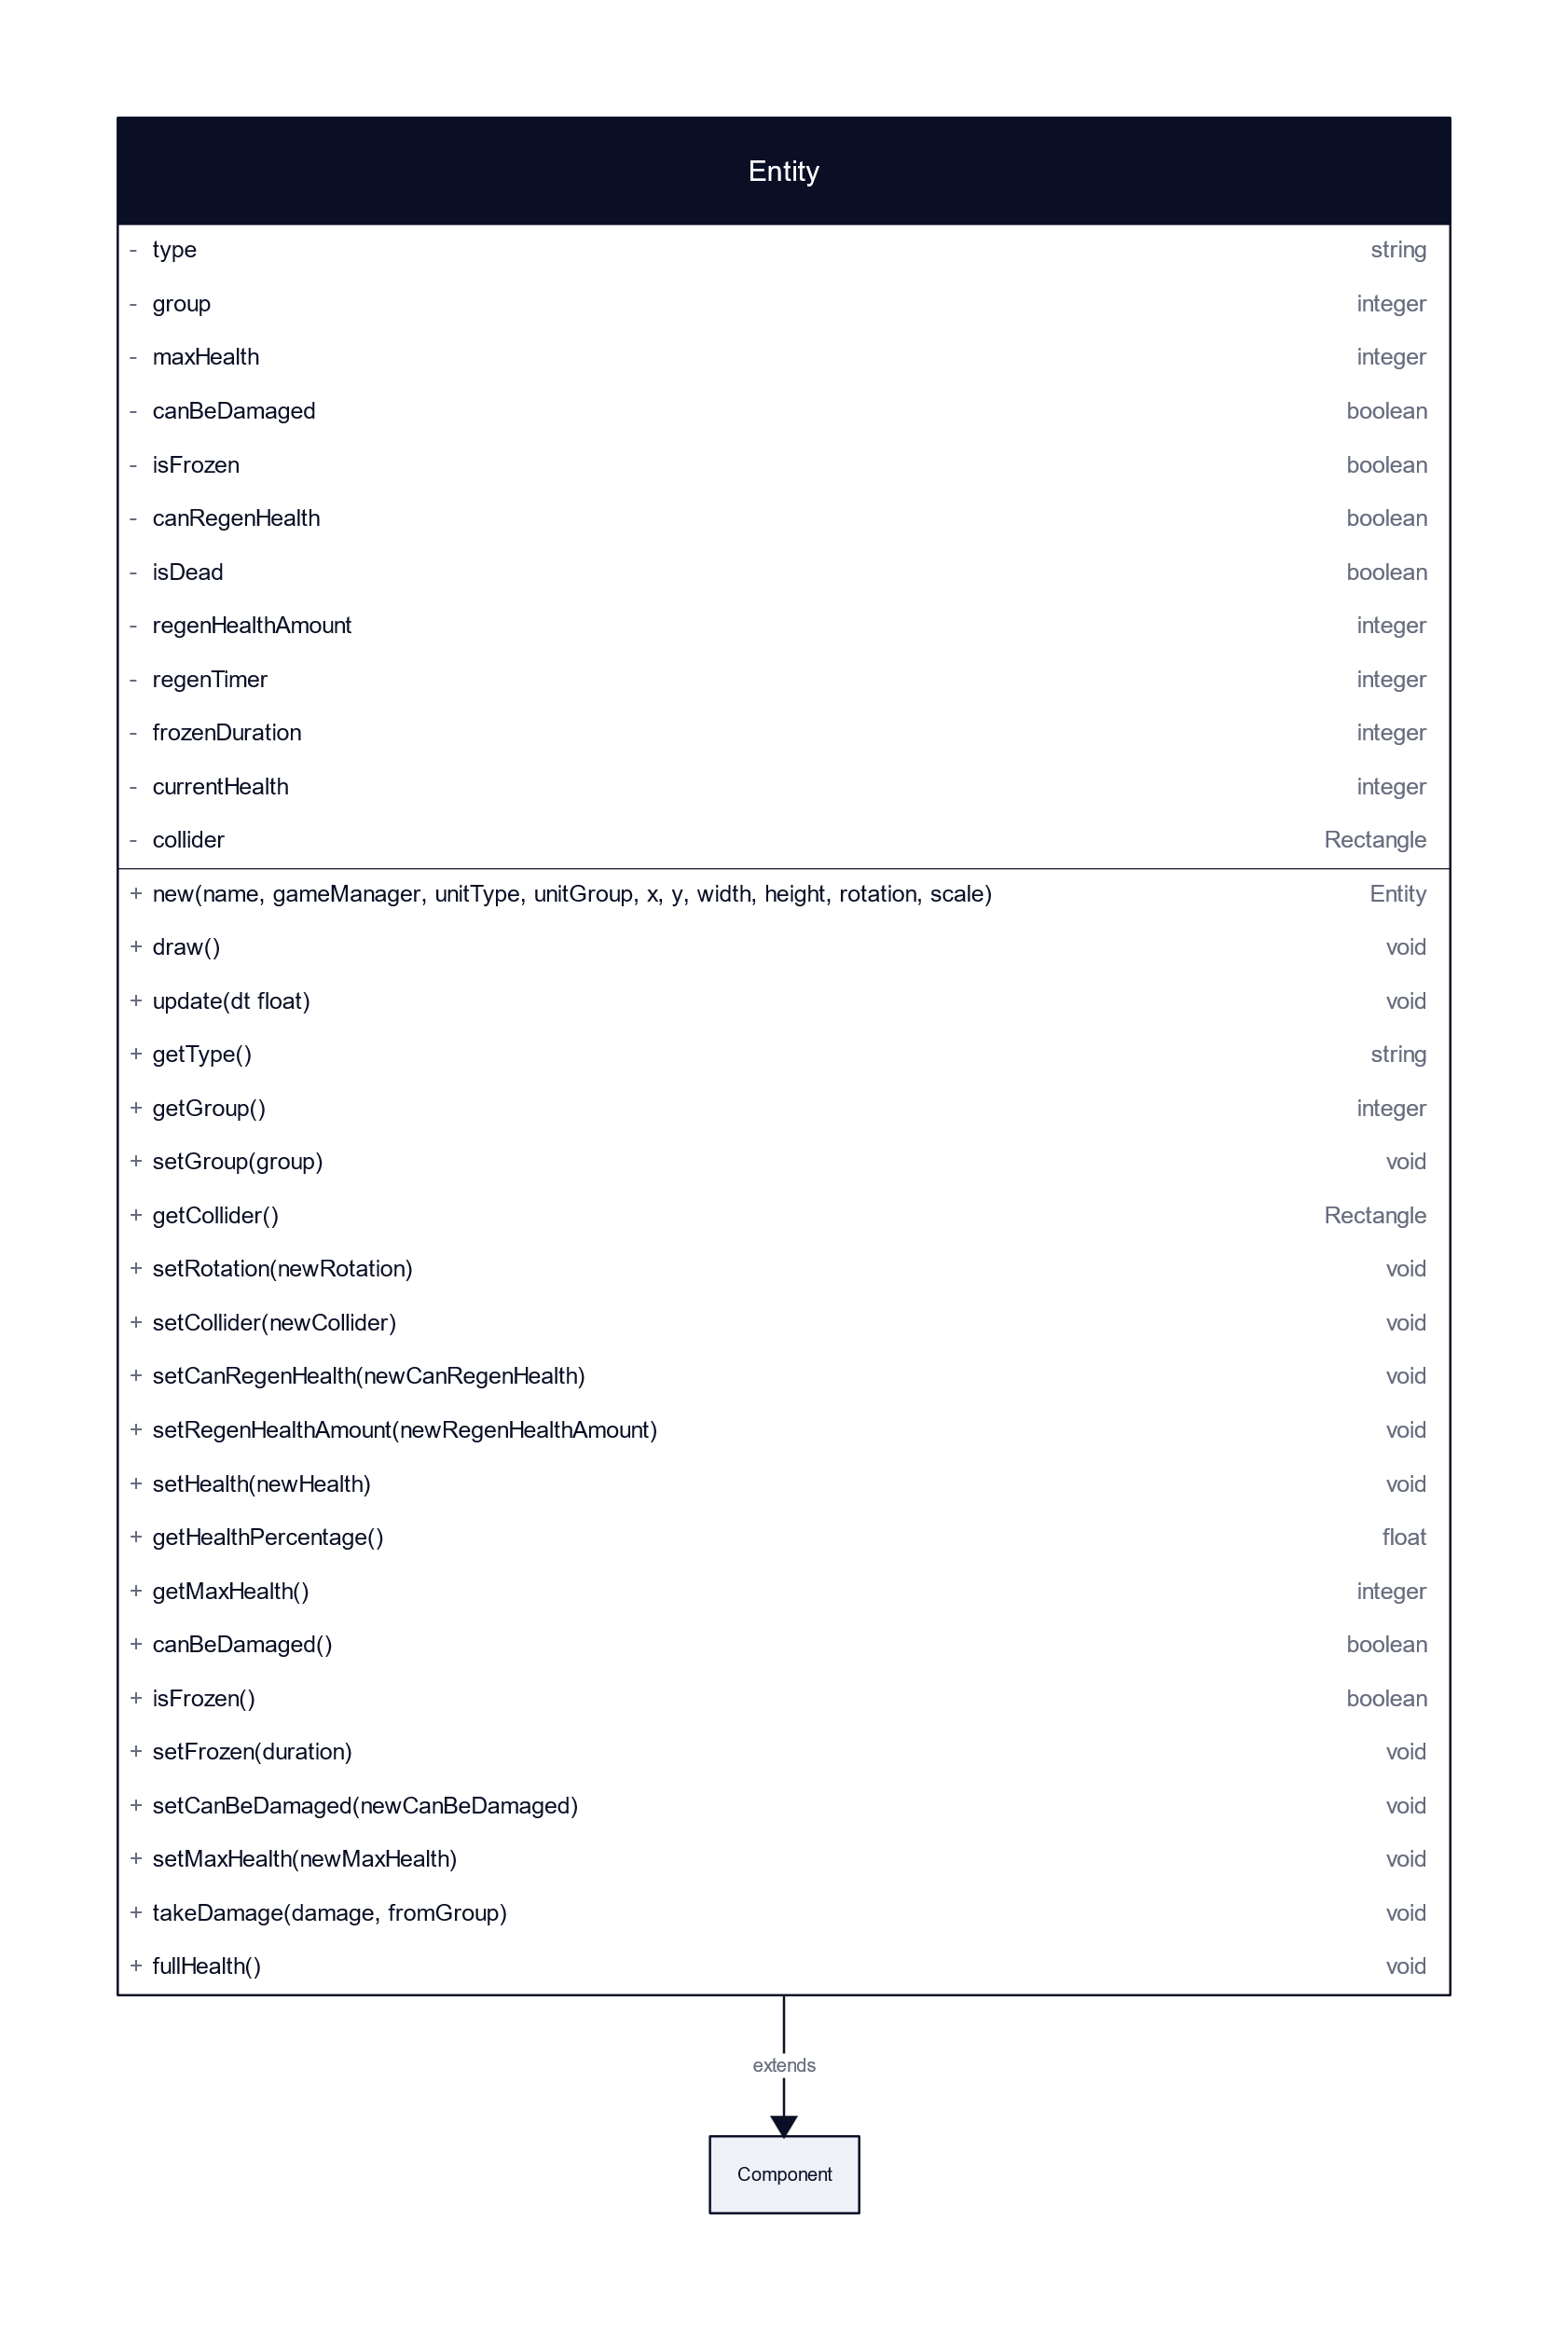 Entity
- type string
- group integer
- maxHealth integer
- canBeDamaged boolean
- isFrozen boolean
- canRegenHealth boolean
- isDead boolean
- regenHealthAmount integer
- regenTimer integer
- frozenDuration integer
- currentHealth integer
- collider Rectangle
+ new(name, gameManager, unitType, unitGroup, x, y, width, height, rotation, scale) Entity
+ draw() void
+ update(dt float) void
+ getType() string
+ getGroup() integer
+ setGroup(group) void
+ getCollider() Rectangle
+ setRotation(newRotation) void
+ setCollider(newCollider) void
+ setCanRegenHealth(newCanRegenHealth) void
+ setRegenHealthAmount(newRegenHealthAmount) void
+ setHealth(newHealth) void
+ getHealthPercentage() float
+ getMaxHealth() integer
+ canBeDamaged() boolean
+ isFrozen() boolean
+ setFrozen(duration) void
+ setCanBeDamaged(newCanBeDamaged) void
+ setMaxHealth(newMaxHealth) void
+ takeDamage(damage, fromGroup) void
+ fullHealth() void
extends
Component